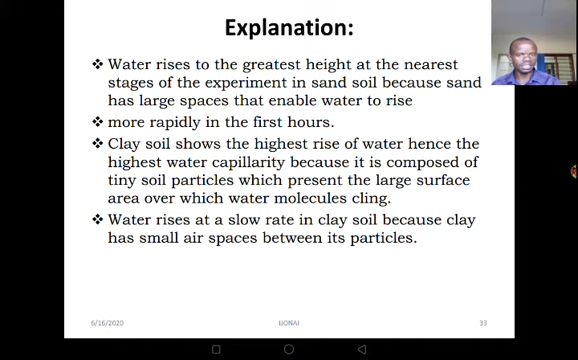 Explanation:
❖ Water rises to the greatest height at the nearest
stages of the experiment in sand soil because sand
has large spaces that enable water to rise
❖ more rapidly in the first hours.
❖ Clay soil shows the highest rise of water hence the
highest water capillarity because it is composed of
tiny soil particles which present the large surface
area over which water molecules cling.
❖ Water rises at a slow rate in clay soil because clay
has small air spaces between its particles.
6/16/2020 IJONAI 33